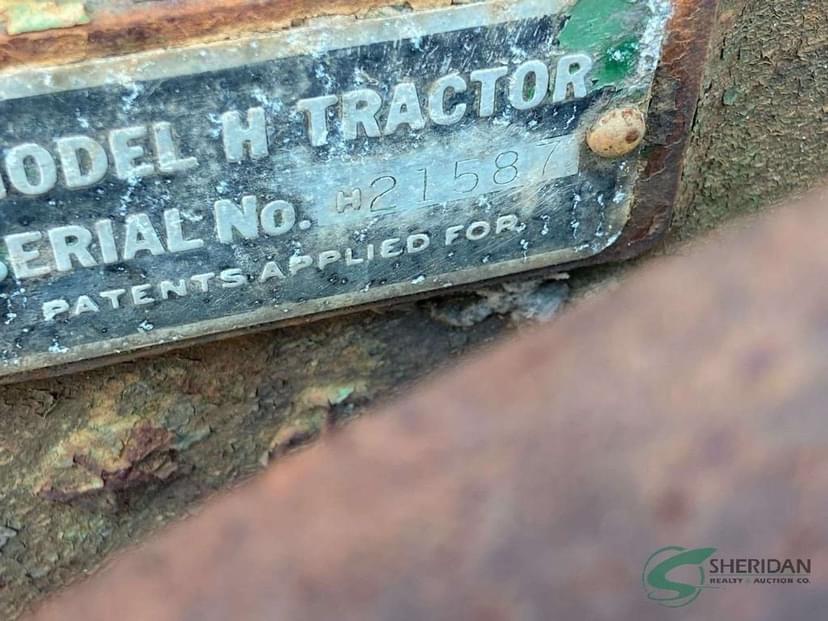 MODEL H TRACTOR
SERIAL No. H21587
PATENTS APPLIED FOR
SHERIDAN
REALTY & AUCTION CO.